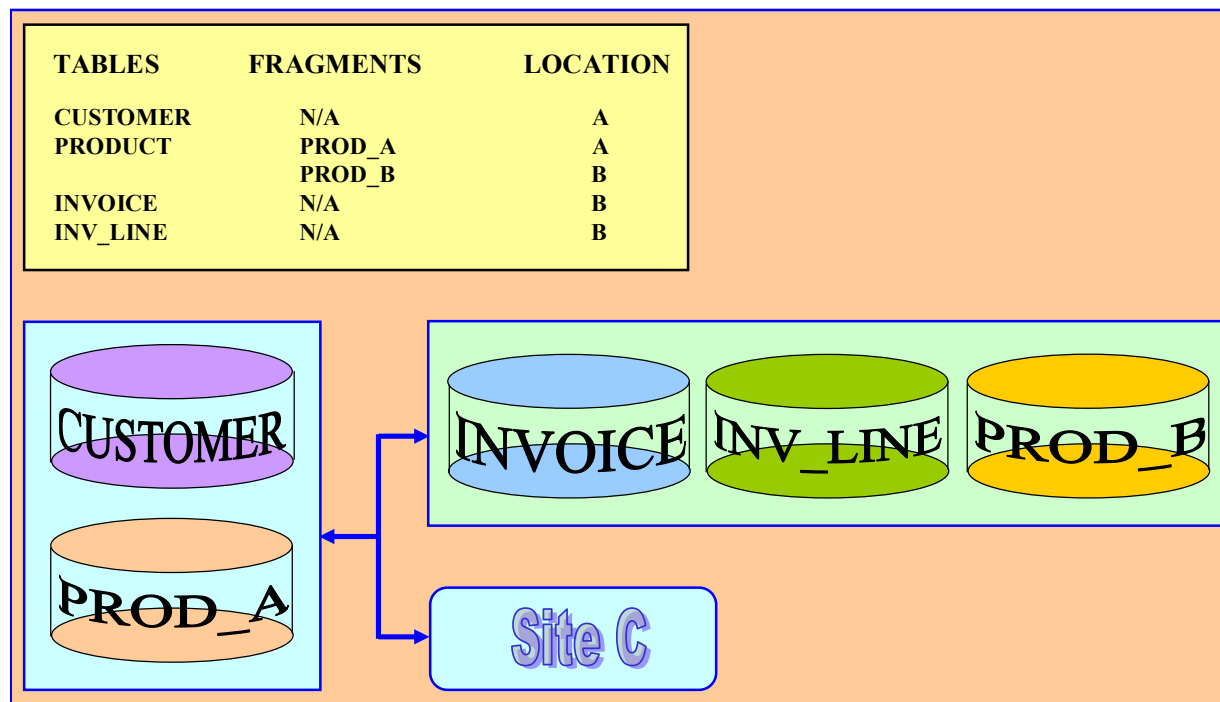 TABLES FRAGMENTS LOCATION
CUSTOMER N/A A
PRODUCT PROD_A A
PROD_B B
INVOICE N/A B
INV_LINE N/A B
CUSTOMER
PROD_A
INVOICE
INV_LINE
PROD_B
Site C